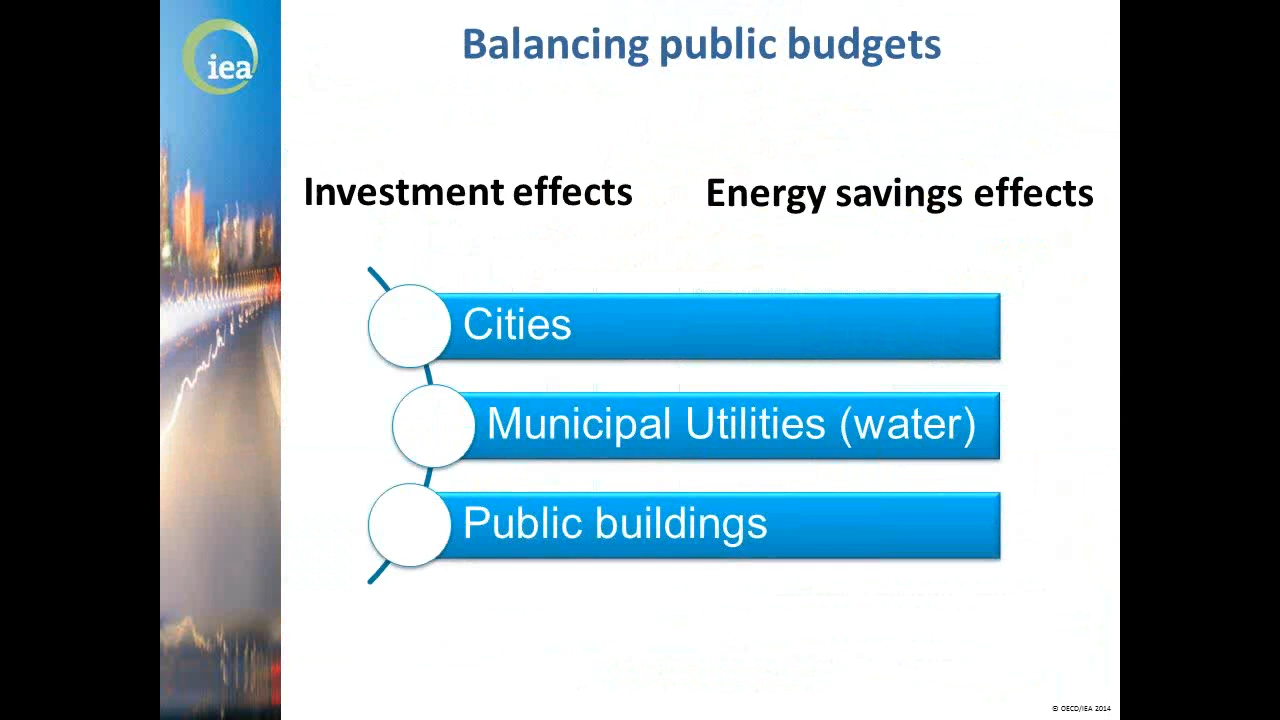 iea
Balancing public budgets
Investment effects
Energy savings effects
Cities
Municipal Utilities (water)
Public buildings
© OECD/IEA 2014